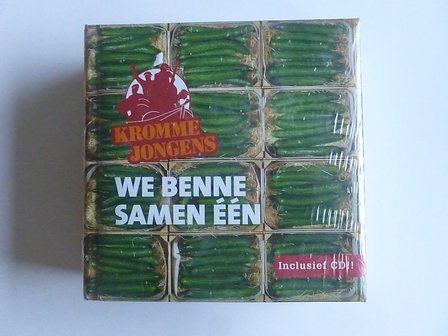 KROMME
JONGENS
WE BENNE
SAMEN ÉÉN
Inclusief CD!!